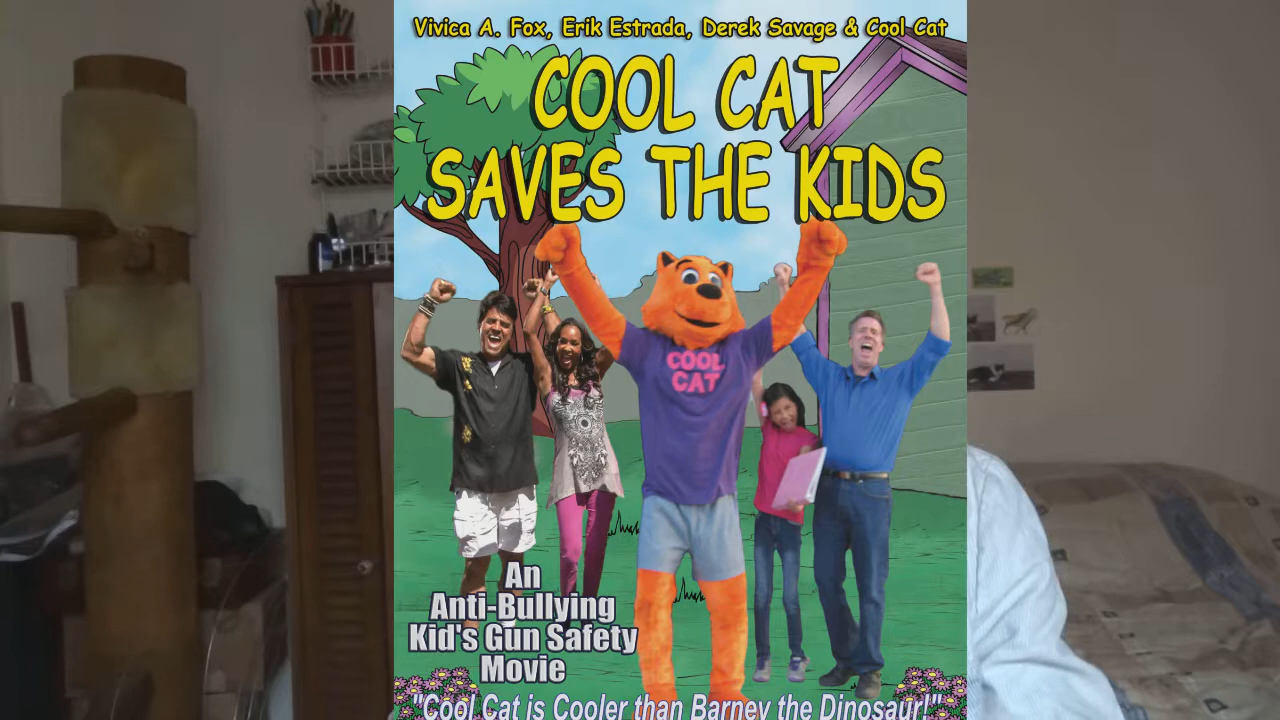 Vivica A. Fox, Erik Estrada, Derek Savage & Cool Cat
COOL CAT
SAVES THE KIDS
COOL
CAT
An
Anti-Bullying
Kid's Gun Safety
Movie
"Cool Cat is Cooler than Barney the Dinosaur!"